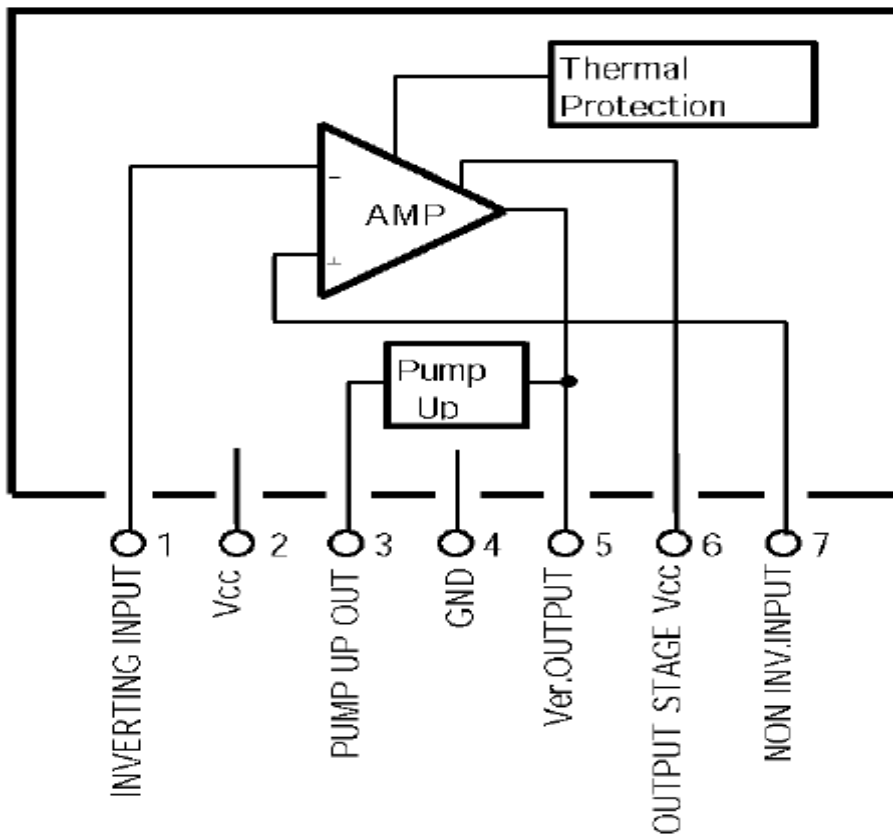 Thermal
Protection
−
AMP
+
Pump
Up
1
2
3
4
5
6
7
INVERTING INPUT
Vcc
PUMP UP OUT
GND
Ver.OUTPUT
OUTPUT STAGE Vcc
NON INV.INPUT